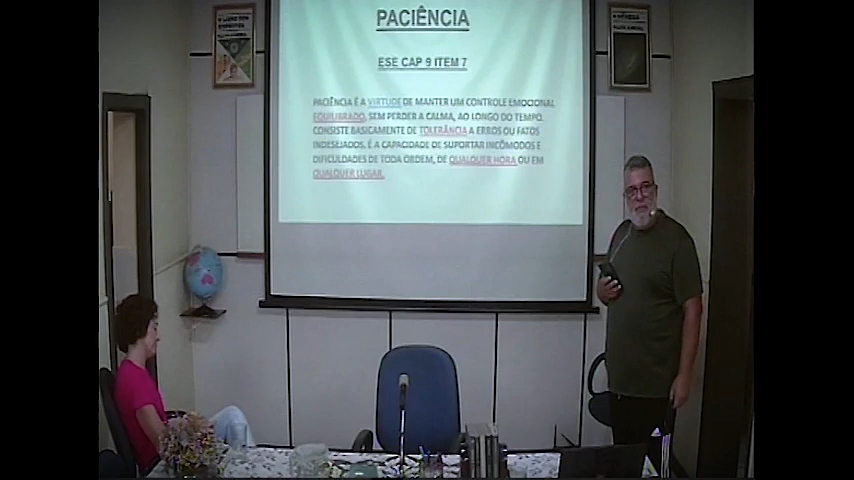 PACIÊNCIA
ESE CAP 9 ITEM 7
PACIÊNCIA É A VIRTUDE DE MANTER UM CONTROLE EMOCIONAL
EQUILIBRADO, SEM PERDER A CALMA, AO LONGO DO TEMPO.
CONSISTE BASICAMENTE DE TOLERÂNCIA A ERROS OU FATOS
INDESEJADOS. É A CAPACIDADE DE SUPORTAR INCÔMODOS E
DIFICULDADES DE TODA ORDEM, DE QUALQUER HORA OU EM
QUALQUER LUGAR.